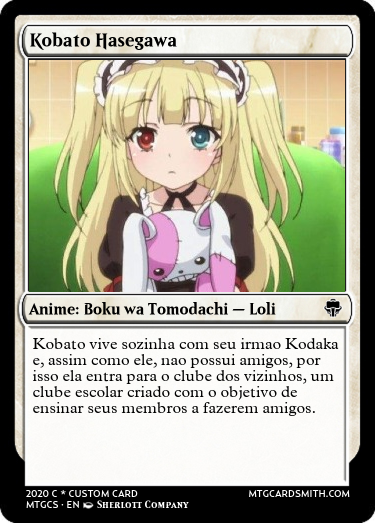 Kobato Hasegawa
Anime: Boku wa Tomodachi — Loli
Kobato vive sozinha com seu irmao Kodaka
e, assim como ele, nao possui amigos, por
isso ela entra para o clube dos vizinhos, um
clube escolar criado com o objetivo de
ensinar seus membros a fazerem amigos.
2020 C * CUSTOM CARD
MTGCARDSMITH.COM
MTGCS · EN Sherlott Company